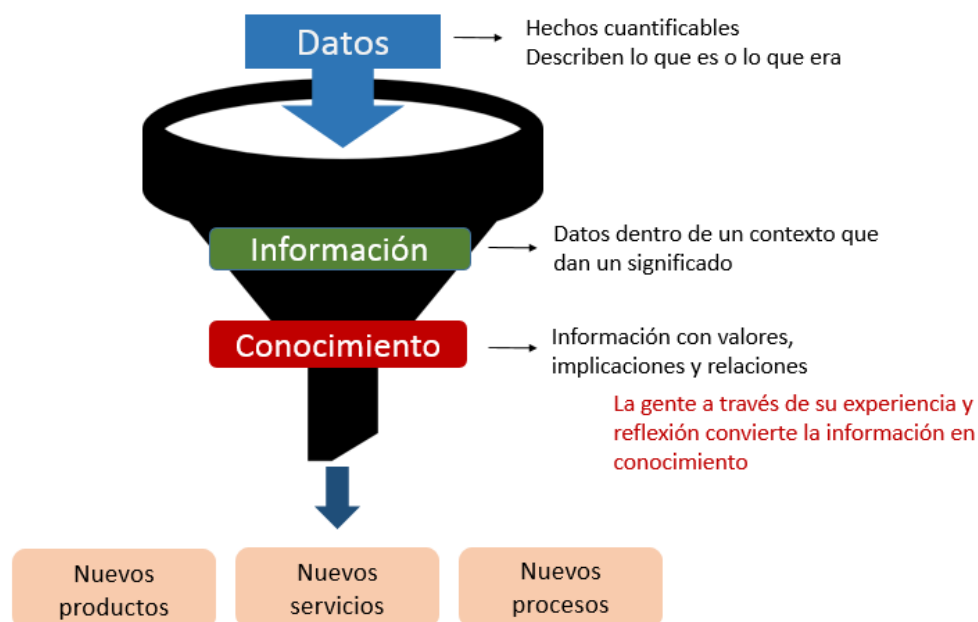 Datos
Hechos cuantificables
Describen lo que es o lo que era
Información
Datos dentro de un contexto que
dan un significado
Conocimiento
Información con valores,
implicaciones y relaciones
La gente a través de su experiencia y
reflexión convierte la información en
conocimiento
Nuevos
productos
Nuevos
servicios
Nuevos
procesos